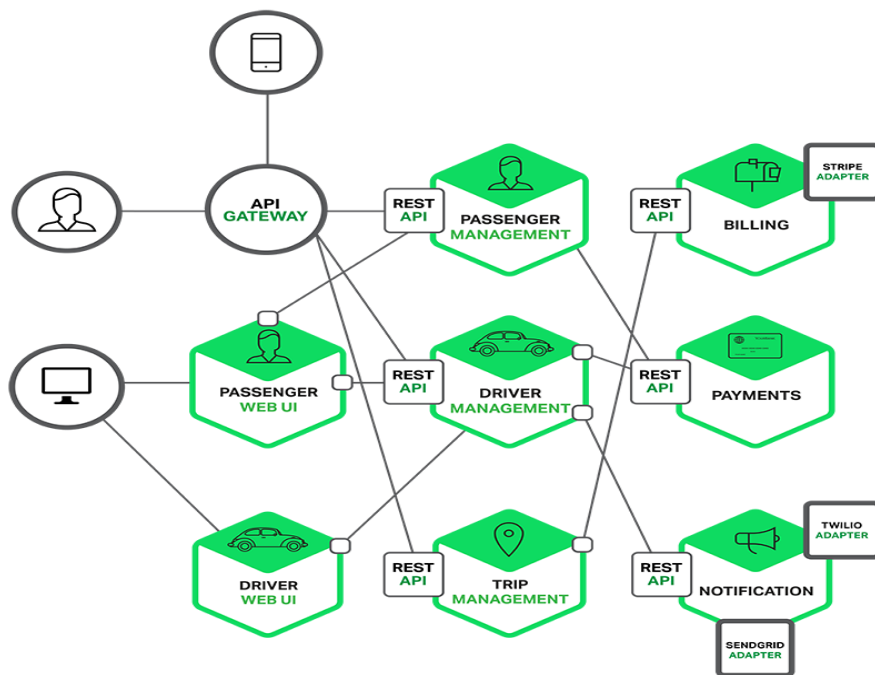 API
GATEWAY
REST
API
PASSENGER
MANAGEMENT
REST
API
BILLING
STRIPE
ADAPTER
PASSENGER
WEB UI
REST
API
DRIVER
MANAGEMENT
REST
API
PAYMENTS
DRIVER
WEB UI
REST
API
TRIP
MANAGEMENT
REST
API
NOTIFICATION
TWILIO
ADAPTER
SENDGRID
ADAPTER